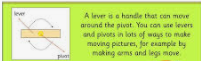 lever
pivot
A lever is a handle that can move
around the pivot. You can use levers
and pivots in lots of ways to make
moving pictures, for example by
making arms and legs move.